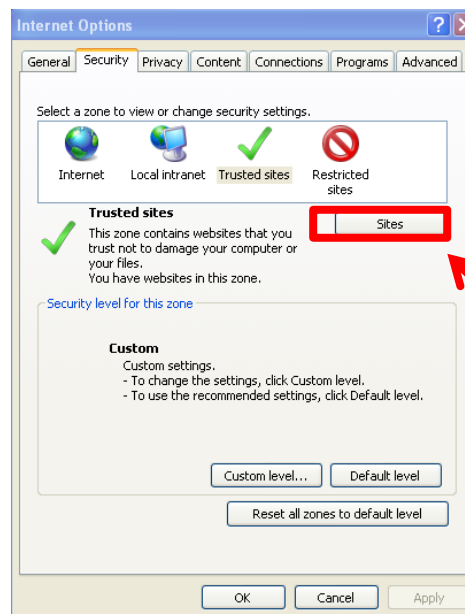 Internet Options
?
General Security Privacy Content Connections Programs Advanced
Select a zone to view or change security settings.
Internet Local intranet Trusted sites Restricted
sites
Trusted sites
Sites
This zone contains websites that you
trust not to damage your computer or
your files.
You have websites in this zone.
Security level for this zone
Custom
Custom settings.
- To change the settings, click Custom level.
- To use the recommended settings, click Default level.
Custom level... Default level
Reset all zones to default level
OK Cancel Apply